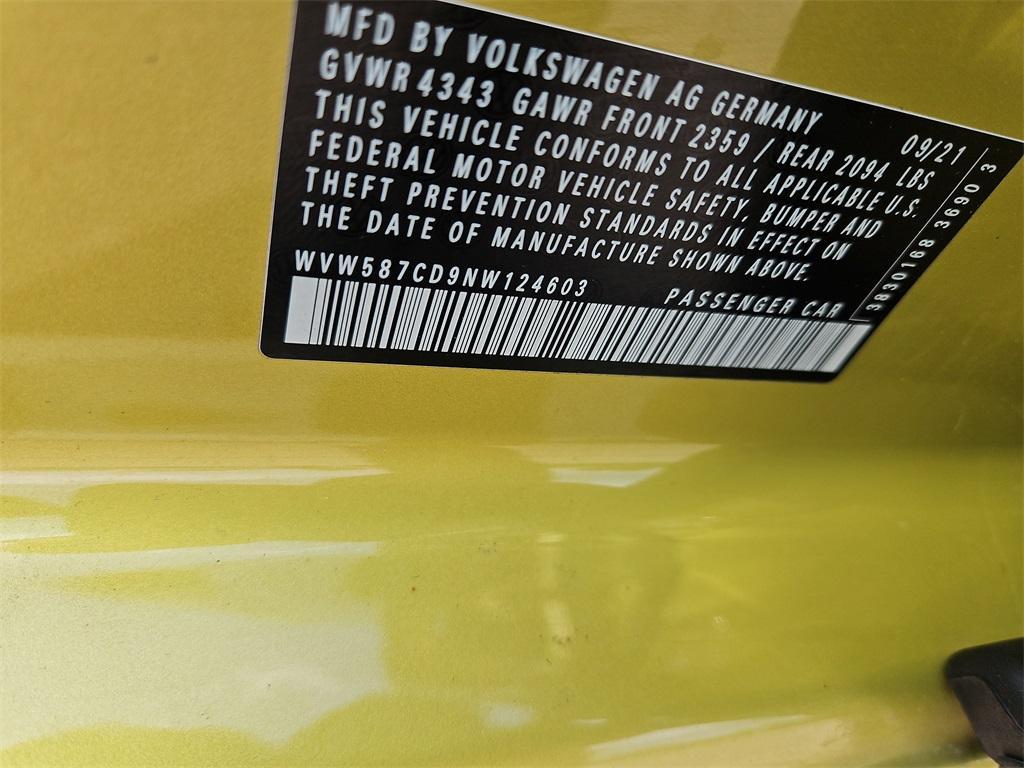 MFD BY VOLKSWAGEN AG GERMANY 09/21
GVWR 4343 GAWR FRONT 2359 / REAR 2094 LBS
THIS VEHICLE CONFORMS TO ALL APPLICABLE U.S.
FEDERAL MOTOR VEHICLE SAFETY, BUMPER AND
THEFT PREVENTION STANDARDS IN EFFECT ON
THE DATE OF MANUFACTURE SHOWN ABOVE.
WVW587CD9NW124603 PASSENGER CAR
3830168 3690 3